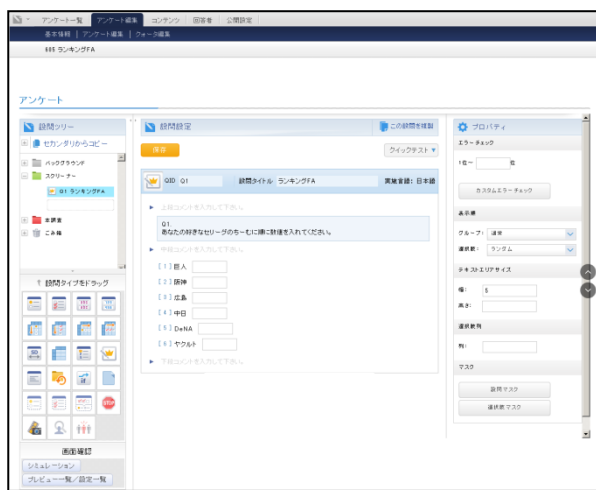 アンケート一覧 アンケート編集 コンテンツ 回答者 公開設定
基本情報 | アンケート編集 | クォータ編集
605 ランキングFA
アンケート
設問ツリー
セカンダリからコピー
バックグラウンド
スクリーナー
Q1 ランキングFA
本調査
ごみ箱
設問タイプをドラッグ
STOP
画面確認
シミュレーション
プレビュー一覧／設定一覧
設問設定 この設問を複製
保存 クイックテスト
QID Q1 設問タイトル ランキングFA 実施言語: 日本語
上段コメントを入力して下さい。
Q1.
あなたの好きなセリーグのちーむに順に数値を入れてください。
中段コメントを入力して下さい。
[1] 巨人
[2] 阪神
[3] 広島
[4] 中日
[5] DeNA
[6] ヤクルト
下段コメントを入力して下さい。
プロパティ
エラーチェック
1位～ 位
カスタムエラーチェック
表示順
グループ: 通常
選択肢: ランダム
テキストエリアサイズ
幅: 5
高さ:
選択肢列
列:
マスク
設問マスク
選択肢マスク